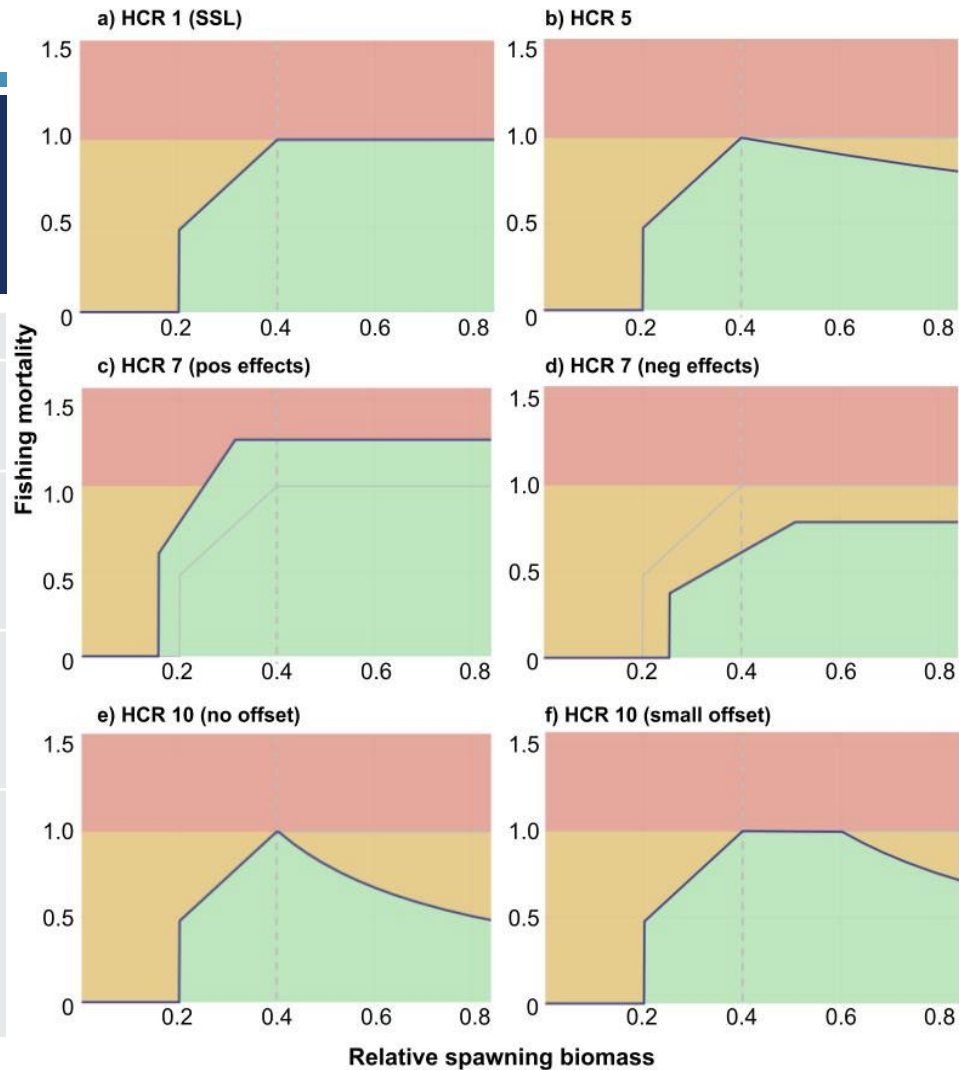 a) HCR 1 (SSL)
1.5
1.0
0.5
0
0.2 0.4 0.6 0.8
b) HCR 5
1.5
1.0
0.5
0
0.2 0.4 0.6 0.8
Fishing mortality
c) HCR 7 (pos effects)
1.5
1.0
0.5
0
0.2 0.4 0.6 0.8
d) HCR 7 (neg effects)
1.5
1.0
0.5
0
0.2 0.4 0.6 0.8
e) HCR 10 (no offset)
1.5
1.0
0.5
0
0.2 0.4 0.6 0.8
f) HCR 10 (small offset)
1.5
1.0
0.5
0
0.2 0.4 0.6 0.8
Relative spawning biomass